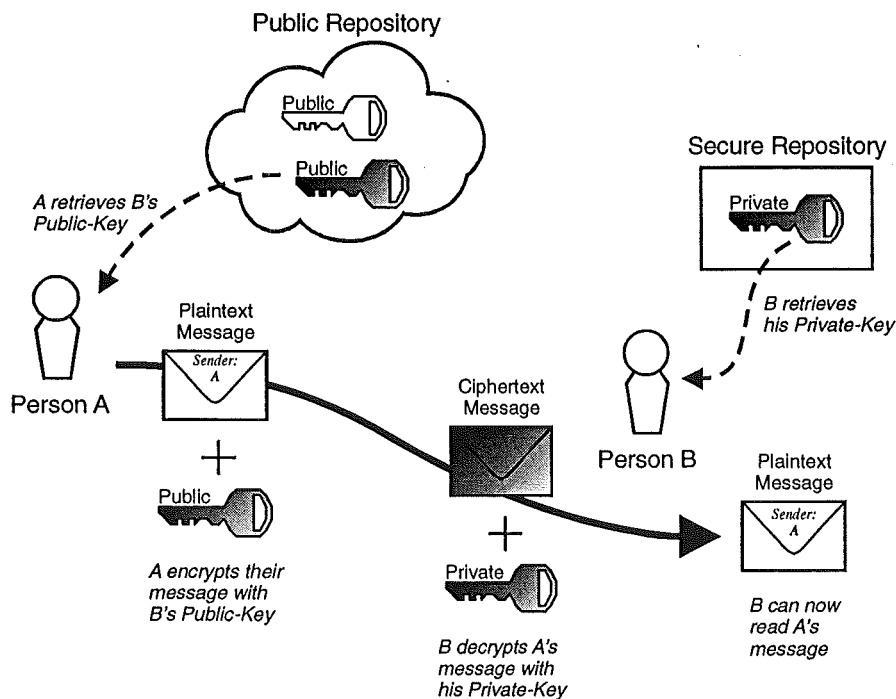 Public Repository
Public
Public
A retrieves B's
Public-Key
Secure Repository
Private
B retrieves
his Private-Key
Person A
Plaintext
Message
Sender:
A
Public
A encrypts their
message with
B's Public-Key
Ciphertext
Message
Private
B decrypts A's
message with
his Private-Key
Person B
Plaintext
Message
Sender:
A
B can now
read A's
message